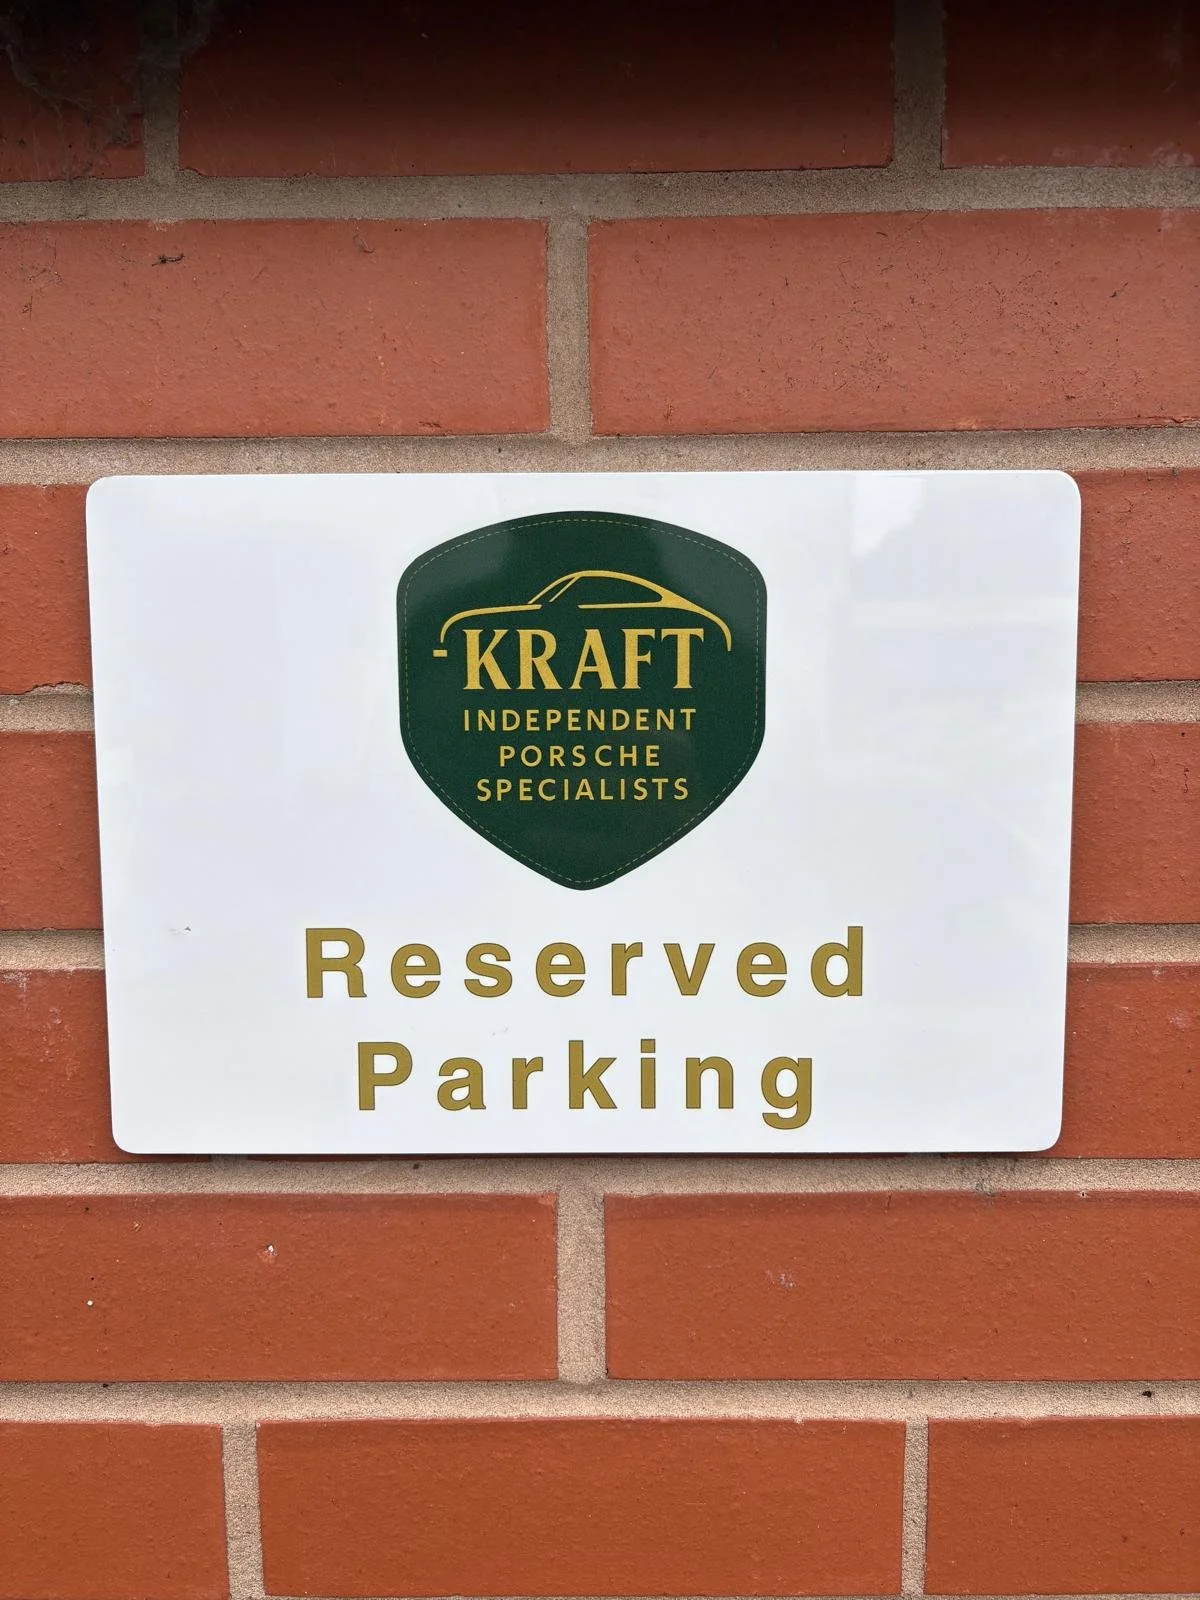 KRAFT
INDEPENDENT
PORSCHE
SPECIALISTS
Reserved
Parking